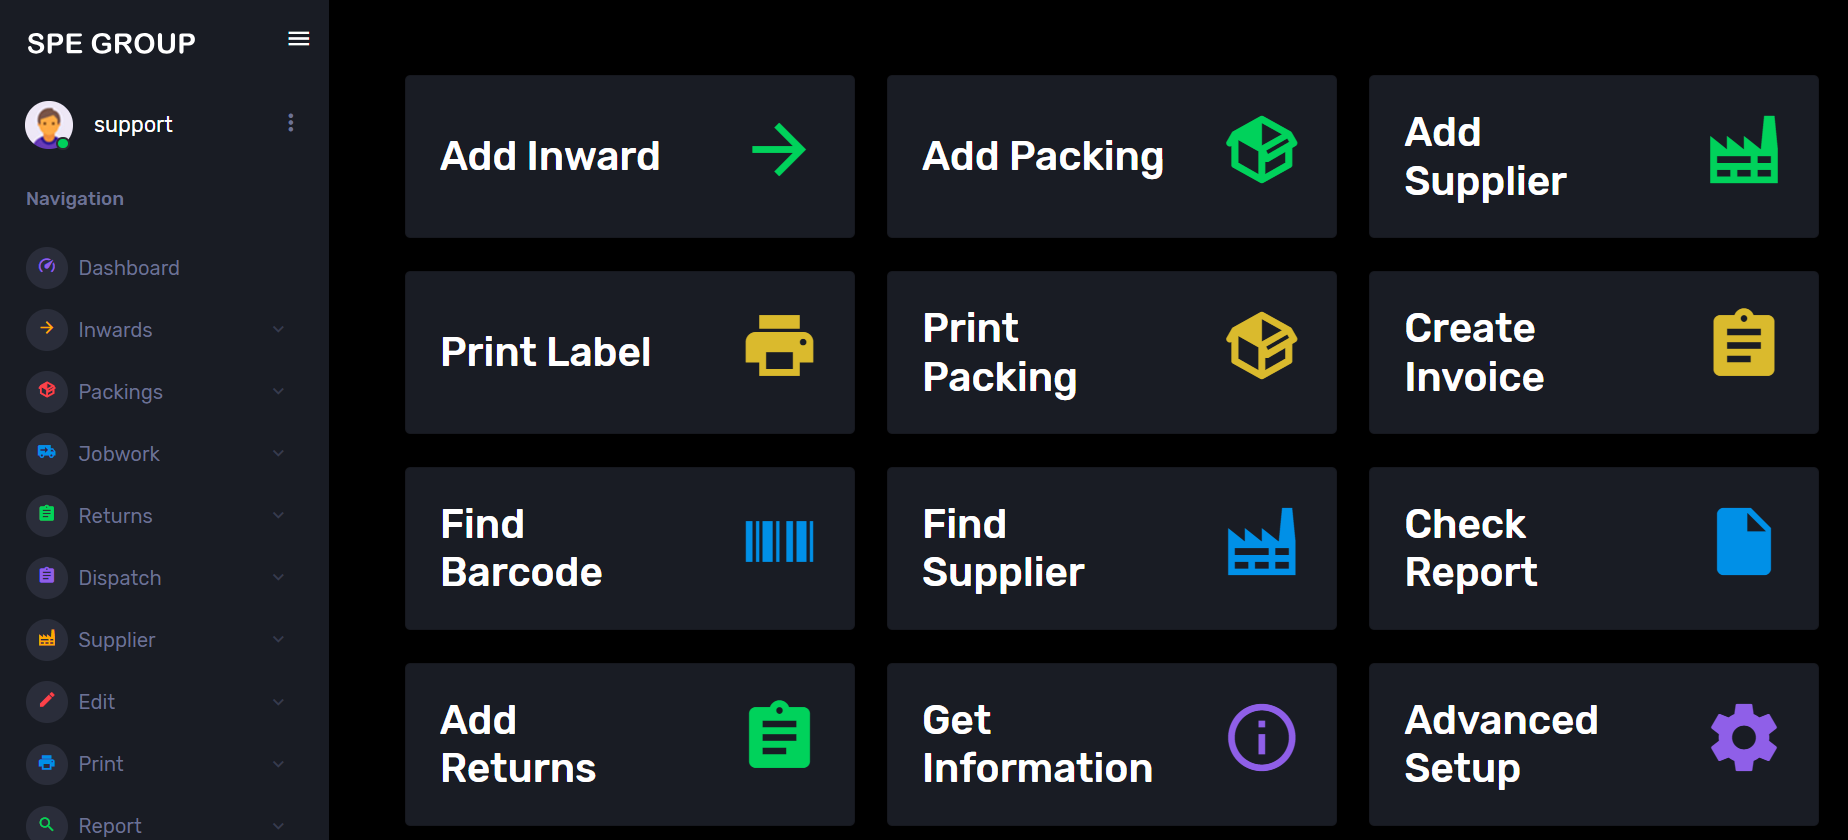 SPE GROUP
support
Navigation
Dashboard
Inwards
Packings
Jobwork
Returns
Dispatch
Supplier
Edit
Print
Report
Add Inward
Add Packing
Add
Supplier
Print Label
Print
Packing
Create
Invoice
Find
Barcode
Find
Supplier
Check
Report
Add
Returns
Get
Information
Advanced
Setup